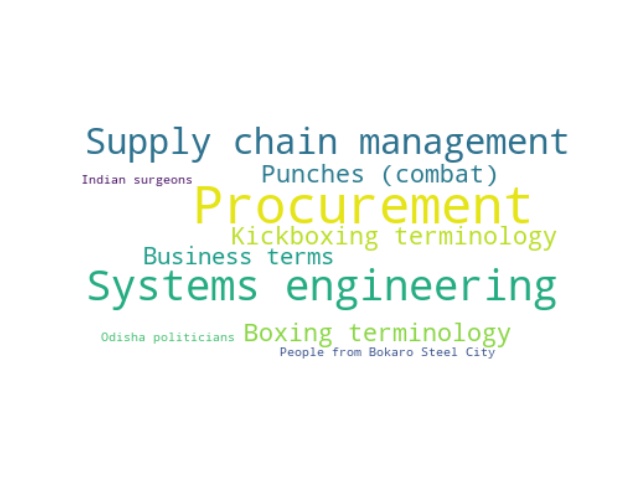 Supply chain management
Punches (combat)
Indian surgeons
Procurement
Kickboxing terminology
Business terms
Systems engineering
Boxing terminology
Odisha politicians
People from Bokaro Steel City